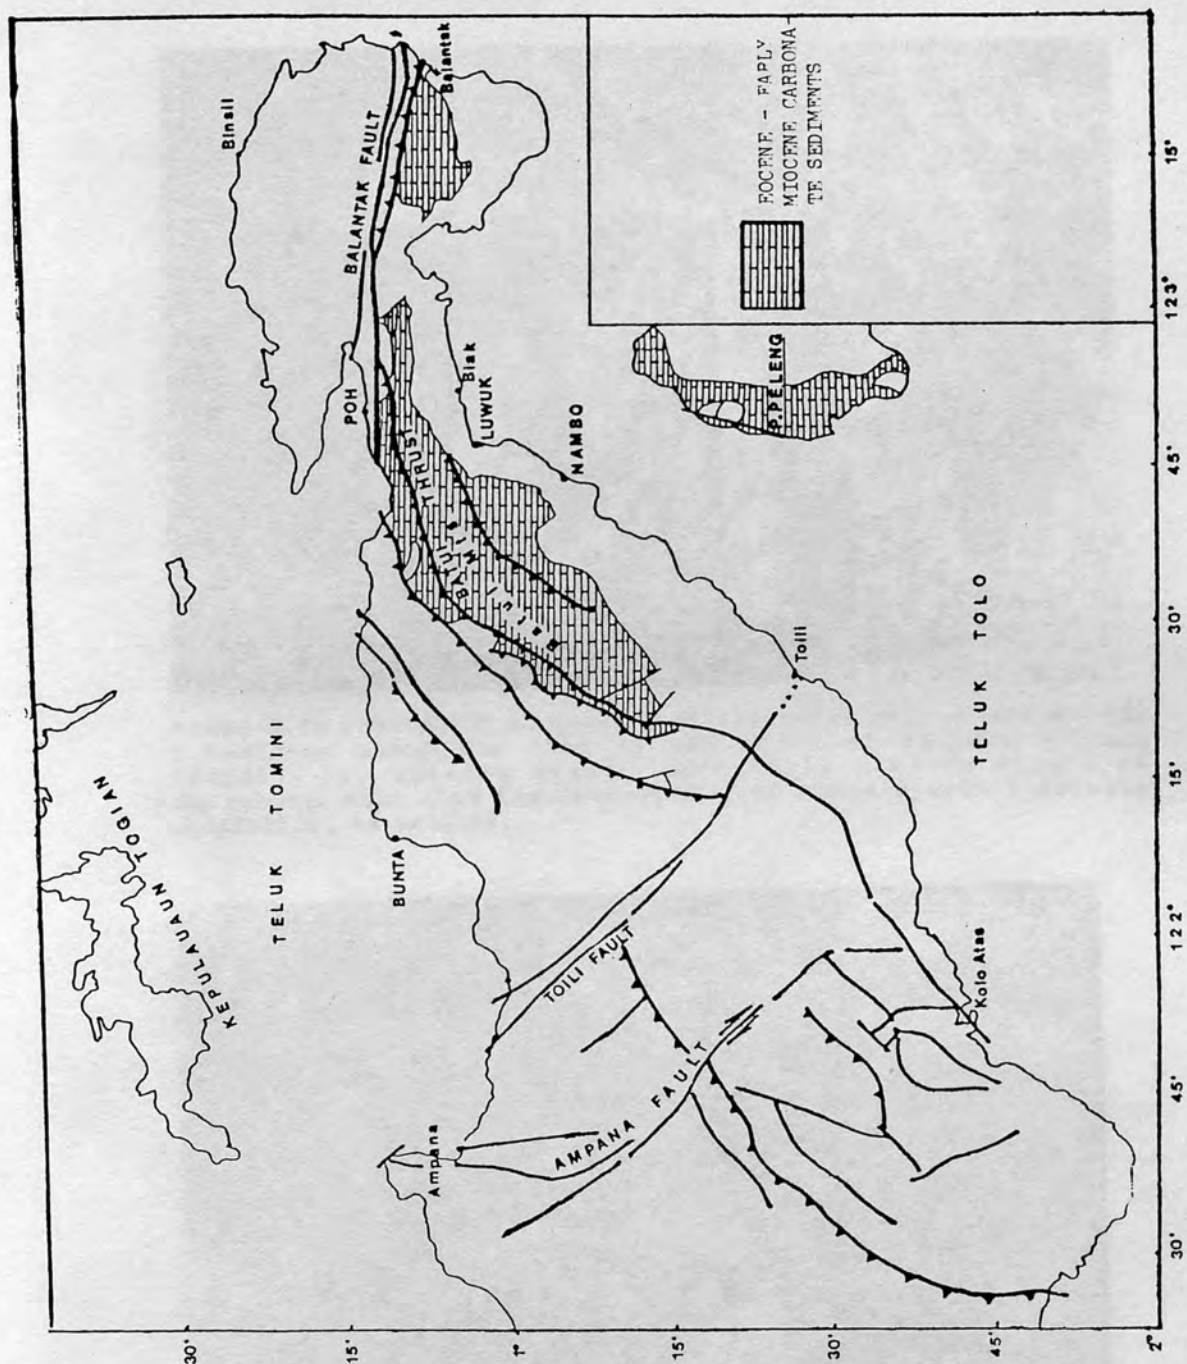 KEPULAUAUN TOGIAN
TELUK TOMINI
Binsil
BALANTAK FAULT
Balantak
POH
Biak
LUWUK
NAMBO
BATUI THRUST
BUNTA
TOILI FAULT
Toili
Ampana
AMPANA FAULT
Kolo Atas
TELUK TOLO
P. PELENG
EOCENE - EAPLY
MIOCENE CARBONA-
TE SEDIMENTS
30'
15'
1°
15'
30'
45'
2°
30'
45'
122°
15'
30'
45'
123°
15°